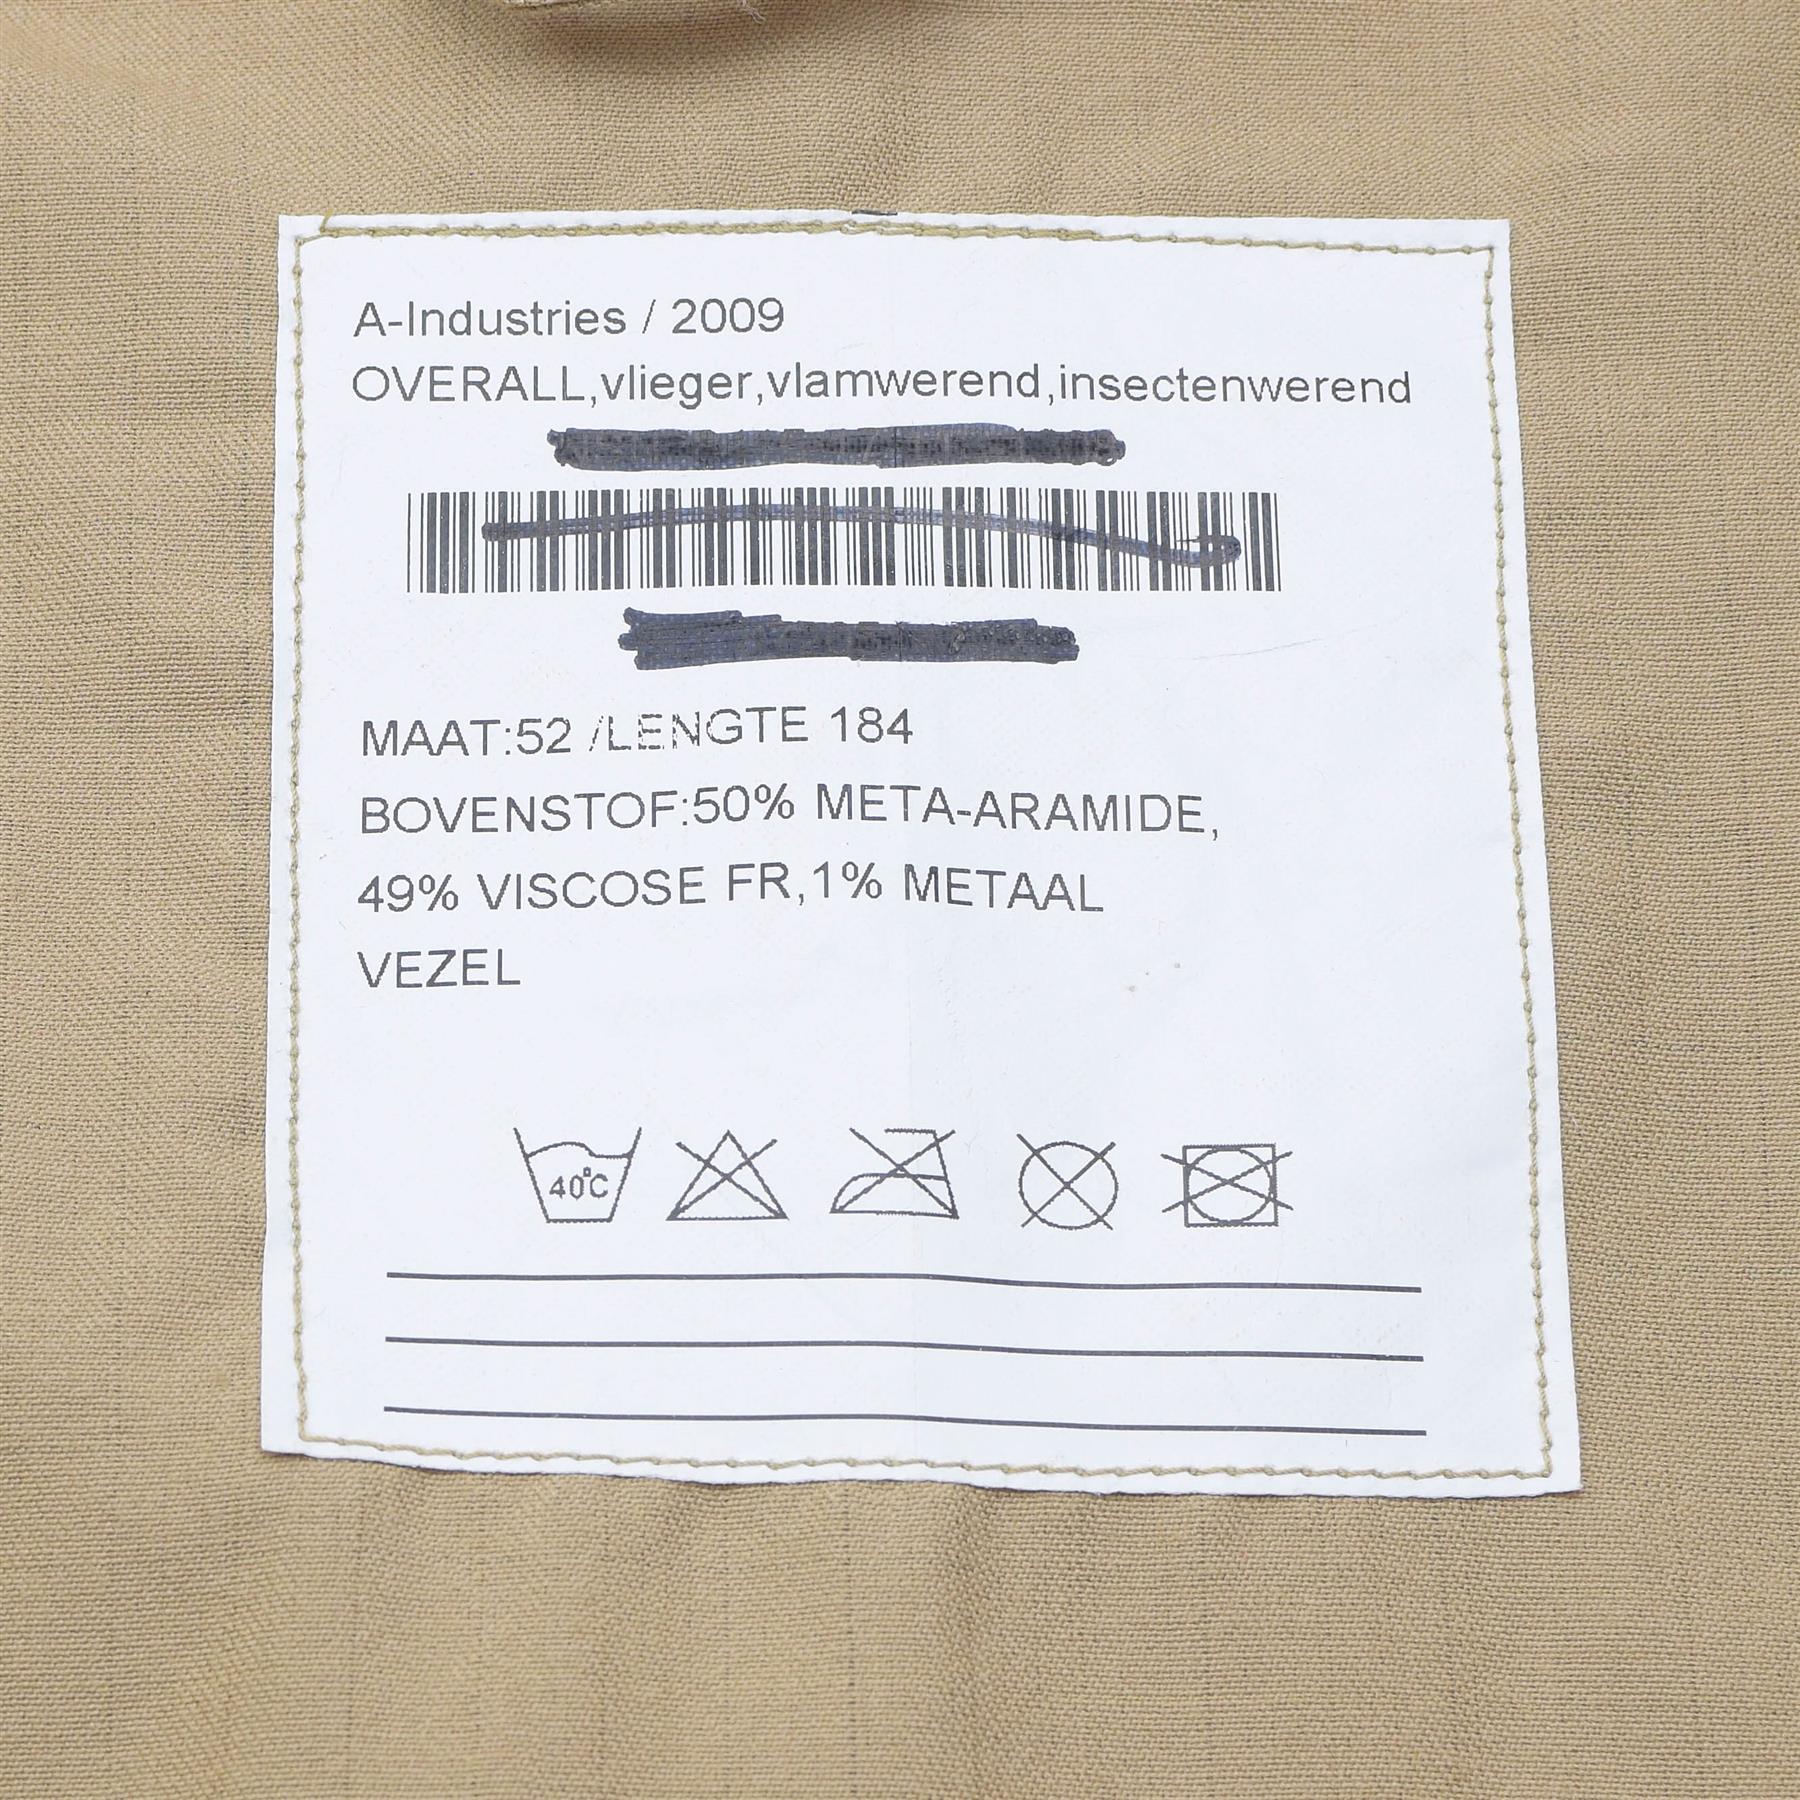 A-Industries / 2009
OVERALL,vlieger,vlamwerend,insectenwerend
MAAT:52 /LENGTE 184
BOVENSTOF:50% META-ARAMIDE,
49% VISCOSE FR,1% METAAL
VEZEL
40°C